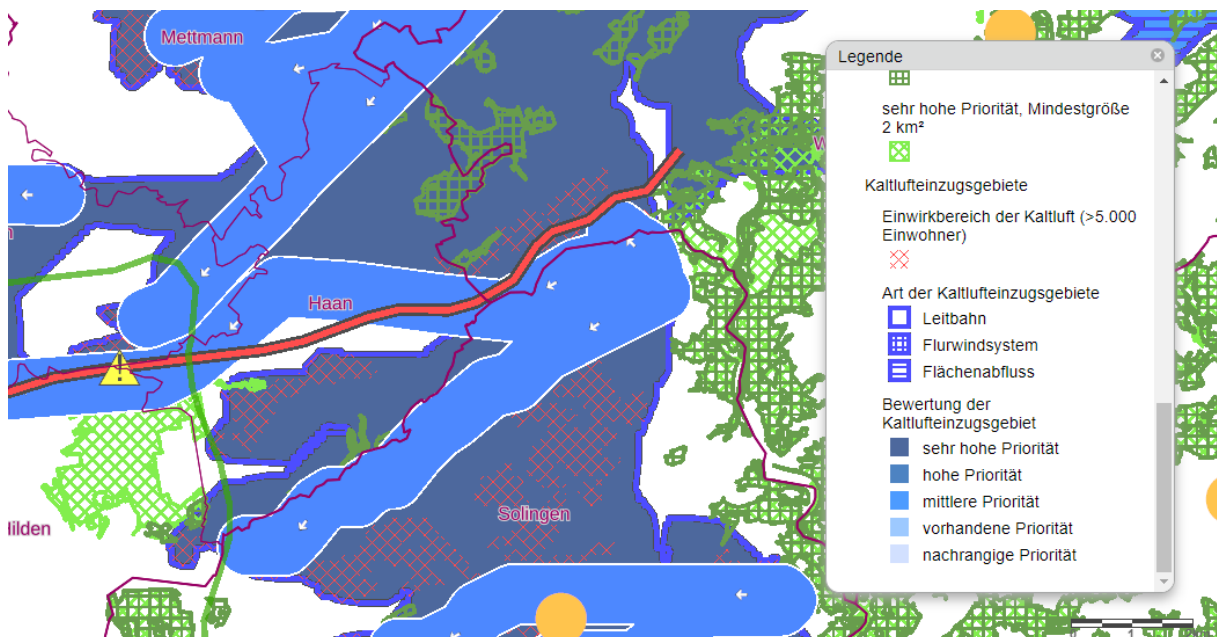 Mettmann
Haan
Solingen
Legende
sehr hohe Priorität, Mindestgröße
2 km²
Kaltlufteinzugsgebiete
Einwirkbereich der Kaltluft (>5.000
Einwohner)
Art der Kaltlufteinzugsgebiete
Leitbahn
Flurwindsystem
Flächenabfluss
Bewertung der
Kaltlufteinzugsgebiet
sehr hohe Priorität
hohe Priorität
mittlere Priorität
vorhandene Priorität
nachrangige Priorität